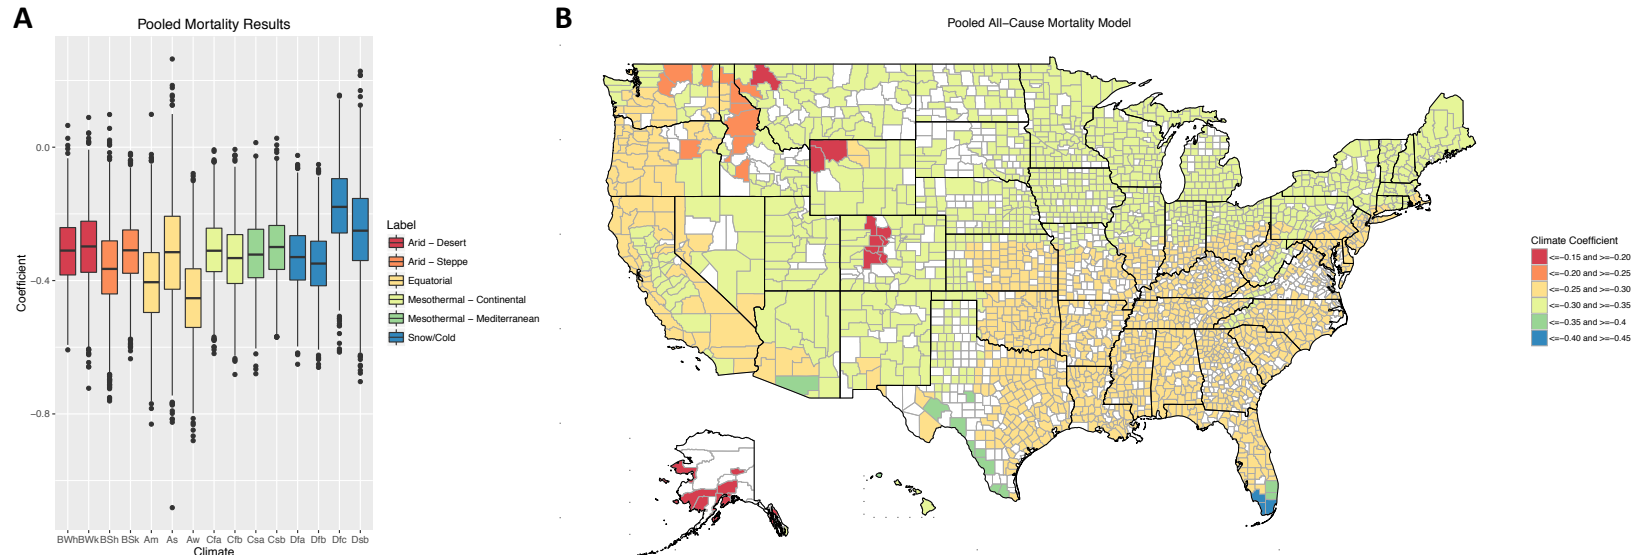 A
Pooled Mortality Results
0.0
−0.4
−0.8
Coefficient
BWh BWk BSh BSk Am As Aw Cfa Cfb Csa Csb Dfa Dfb Dfc Dsb
Climate
Label
Arid − Desert
Arid − Steppe
Equatorial
Mesothermal − Continental
Mesothermal − Mediterranean
Snow/Cold
B
Pooled All−Cause Mortality Model
Climate Coefficient
<=−0.15 and >=−0.20
<=−0.20 and >=−0.25
<=−0.25 and >=−0.30
<=−0.30 and >=−0.35
<=−0.35 and >=−0.4
<=−0.40 and >=−0.45